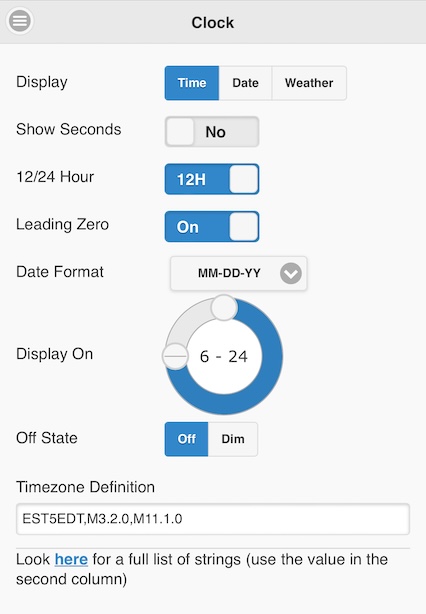 Clock
Display Time Date Weather
Show Seconds No
12/24 Hour 12H
Leading Zero On
Date Format MM-DD-YY
Display On 6 - 24
Off State Off Dim
Timezone Definition
EST5EDT,M3.2.0,M11.1.0
Look here for a full list of strings (use the value in the
second column)